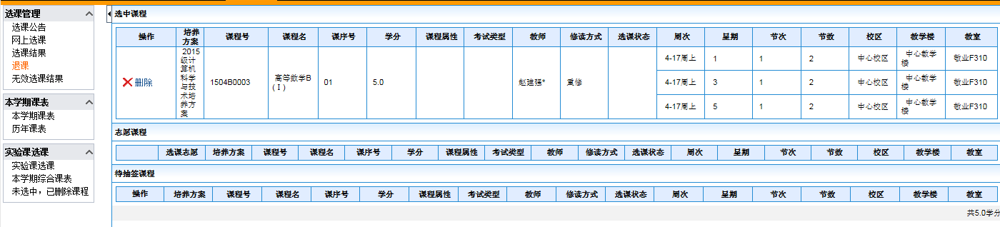 选课管理
选课公告
网上选课
选课结果
退课
无效选课结果
本学期课表
本学期课表
历年课表
实验课选课
实验课选课
本学期综合课表
未选中，已删除课程
选中课程
操作 培养方案 课程号 课程名 课序号 学分 课程属性 考试类型 教师 修读方式 选课状态 周次 星期 节次 节数 校区 教学楼 教室
删除 2015级计算机科学与技术培养方案 1504B0003 高等数学B(Ⅰ) 01 5.0 赵建强* 重修 4-17周上 1 1 2 中心校区 中心教学楼 敬业F310
4-17周上 3 1 2 中心校区 中心教学楼 敬业F310
4-17周上 5 1 2 中心校区 中心教学楼 敬业F310
志愿课程
选课志愿 培养方案 课程号 课程名 课序号 学分 课程属性 考试类型 教师 修读方式 选课状态 周次 星期 节次 节数 校区 教学楼 教室
待抽签课程
操作 培养方案 课程号 课程名 课序号 学分 课程属性 考试类型 教师 修读方式 选课状态 周次 星期 节次 节数 校区 教学楼 教室
共5.0学分